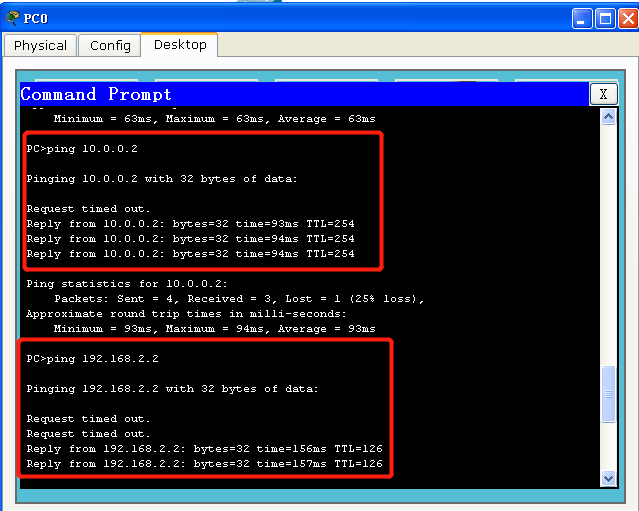 PC0
Physical Config Desktop
Command Prompt X
Minimum = 63ms, Maximum = 63ms, Average = 63ms
PC>ping 10.0.0.2
Pinging 10.0.0.2 with 32 bytes of data:
Request timed out.
Reply from 10.0.0.2: bytes=32 time=93ms TTL=254
Reply from 10.0.0.2: bytes=32 time=94ms TTL=254
Reply from 10.0.0.2: bytes=32 time=94ms TTL=254
Ping statistics for 10.0.0.2:
Packets: Sent = 4, Received = 3, Lost = 1 (25% loss),
Approximate round trip times in milli-seconds:
Minimum = 93ms, Maximum = 94ms, Average = 93ms
PC>ping 192.168.2.2
Pinging 192.168.2.2 with 32 bytes of data:
Request timed out.
Request timed out.
Reply from 192.168.2.2: bytes=32 time=156ms TTL=126
Reply from 192.168.2.2: bytes=32 time=157ms TTL=126